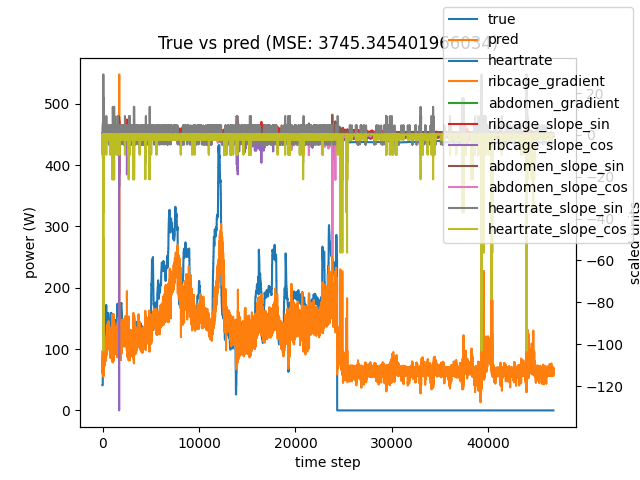 True vs pred (MSE: 3745.345401966034)
true
pred
heartrate
ribcage_gradient
abdomen_gradient
ribcage_slope_sin
ribcage_slope_cos
abdomen_slope_sin
abdomen_slope_cos
heartrate_slope_sin
heartrate_slope_cos
500
400
300
200
100
0
power (W)
20
0
−20
−40
−60
−80
−100
−120
scaled units
0
10000
20000
30000
40000
time step